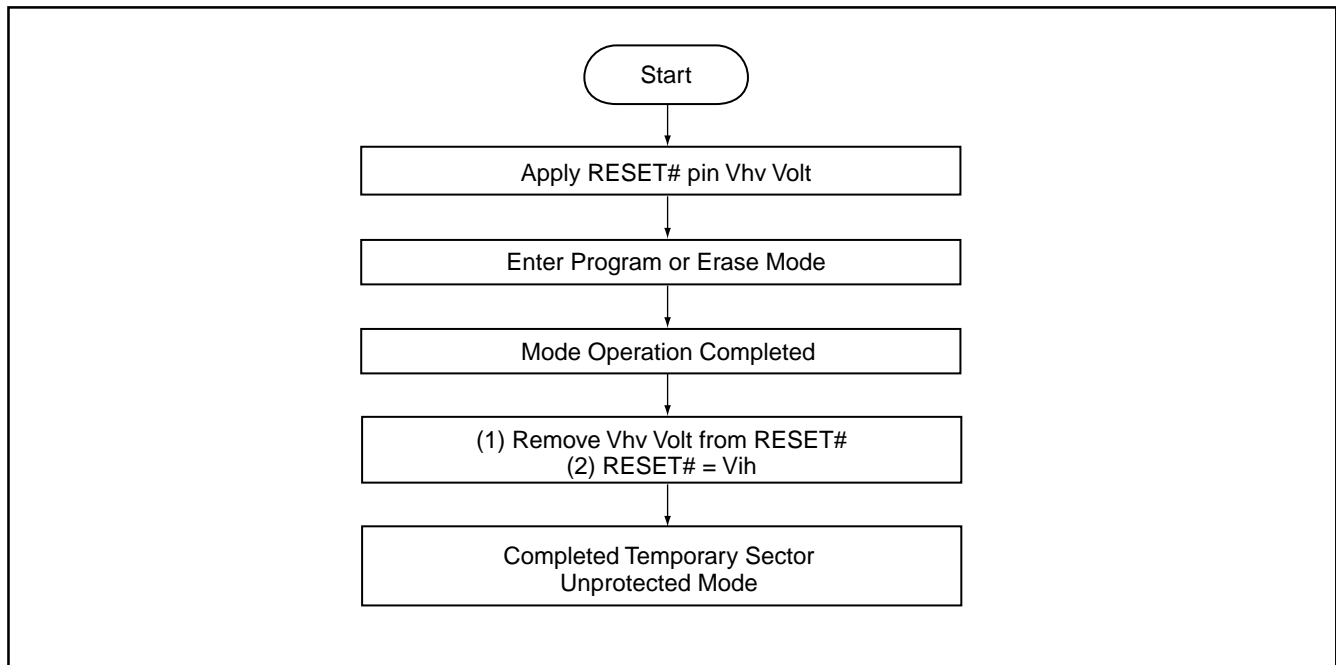 Start
Apply RESET# pin Vhv Volt
Enter Program or Erase Mode
Mode Operation Completed
(1) Remove Vhv Volt from RESET#
(2) RESET# = Vih
Completed Temporary Sector
Unprotected Mode